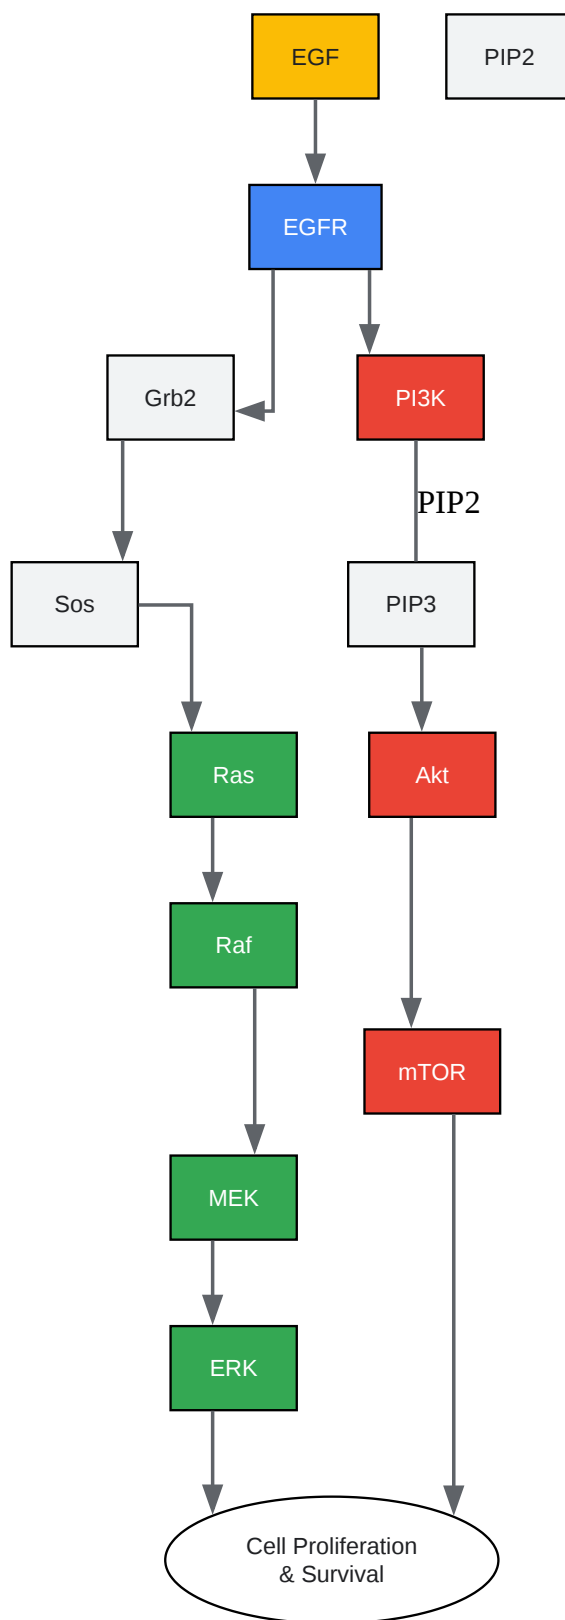 EGF
PIP2
EGFR
Grb2
PI3K
PIP2
Sos
PIP3
Ras
Akt
Raf
mTOR
MEK
ERK
Cell Proliferation
& Survival